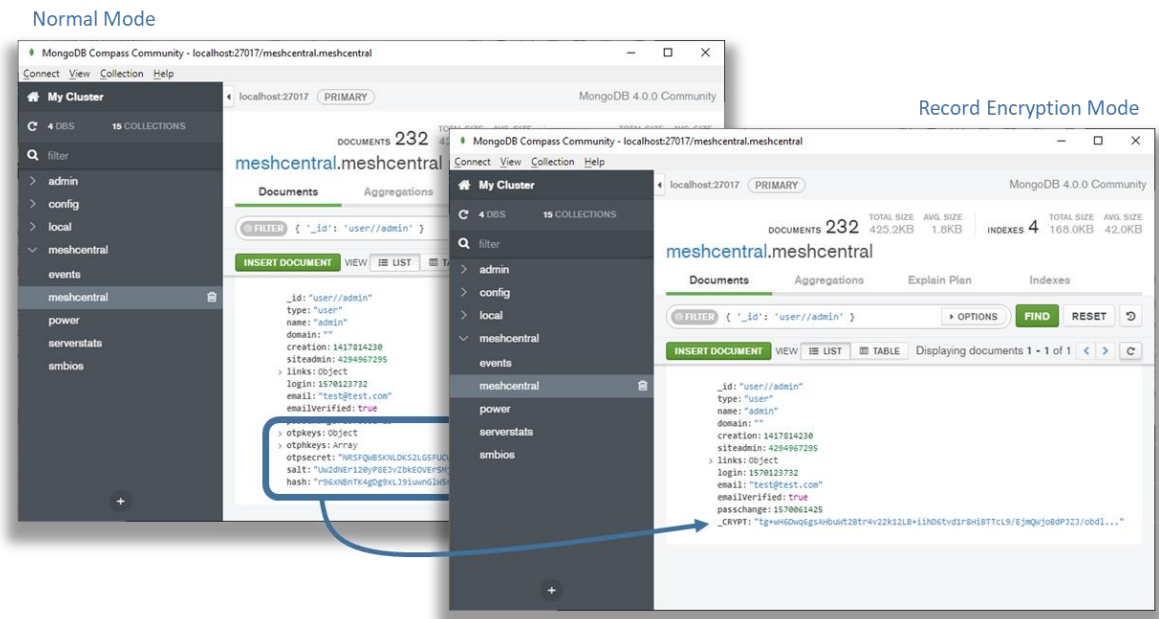 Normal Mode
MongoDB Compass Community - localhost:27017/meshcentral.meshcentral
Connect View Collection Help
My Cluster
localhost:27017 PRIMARY
MongoDB 4.0.0 Community
4 DBS 15 COLLECTIONS
DOCUMENTS 232
filter
meshcentral.meshcentral
admin
Documents Aggregations
config
local
FILTER { '_id': 'user//admin' }
meshcentral
INSERT DOCUMENT VIEW LIST
events
meshcentral
power
serverstats
smbios
_id: "user//admin"
type: "user"
name: "admin"
domain: ""
creation: 1417814230
siteadmin: 4294967295
links: Object
login: 1570123732
email: "test@test.com"
emailVerified: true
otpkeys: Object
otphkeys: Array
otpsecret:
salt:
hash:
Record Encryption Mode
MongoDB Compass Community - localhost:27017/meshcentral.meshcentral
Connect View Collection Help
My Cluster
localhost:27017 PRIMARY
MongoDB 4.0.0 Community
4 DBS 15 COLLECTIONS
DOCUMENTS 232 TOTAL SIZE 425.2KB AVG. SIZE 1.8KB INDEXES 4 TOTAL SIZE 168.0KB AVG. SIZE 42.0KB
filter
meshcentral.meshcentral
admin
Documents Aggregations Explain Plan Indexes
config
local
FILTER { '_id': 'user//admin' } OPTIONS FIND RESET
meshcentral
INSERT DOCUMENT VIEW LIST TABLE Displaying documents 1 - 1 of 1
events
meshcentral
power
serverstats
smbios
_id: "user//admin"
type: "user"
name: "admin"
domain: ""
creation: 1417814230
siteadmin: 4294967295
links: Object
login: 1570123732
email: "test@test.com"
emailVerified: true
passchange: 1570061425
_CRYPT: